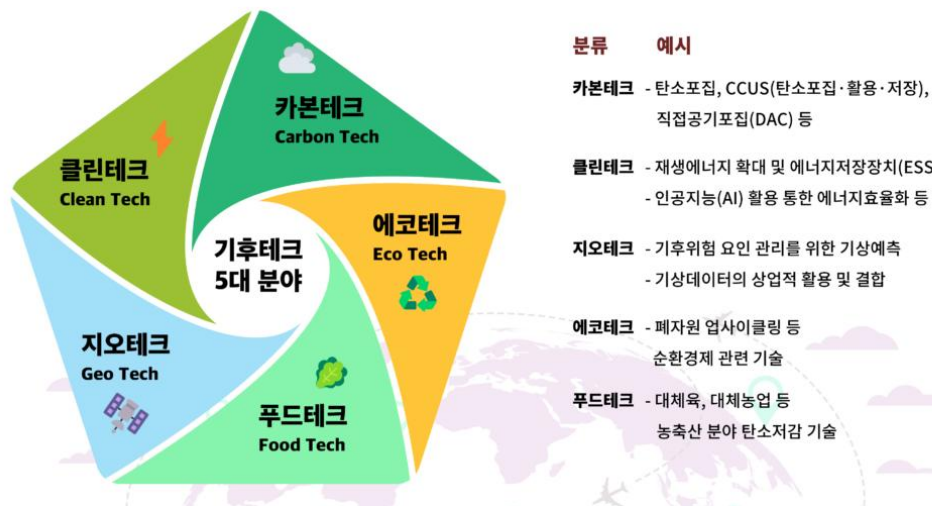 카본테크
Carbon Tech
클린테크
Clean Tech
에코테크
Eco Tech
기후테크
5대 분야
지오테크
Geo Tech
푸드테크
Food Tech
분류 예시
카본테크 - 탄소포집, CCUS(탄소포집·활용·저장),
직접공기포집(DAC) 등
클린테크 - 재생에너지 확대 및 에너지저장장치(ESS
- 인공지능(AI) 활용 통한 에너지효율화 등
지오테크 - 기후위험 요인 관리를 위한 기상예측
- 기상데이터의 상업적 활용 및 결합
에코테크 - 폐자원 업사이클링 등
순환경제 관련 기술
푸드테크 - 대체육, 대체농업 등
농축산 분야 탄소저감 기술